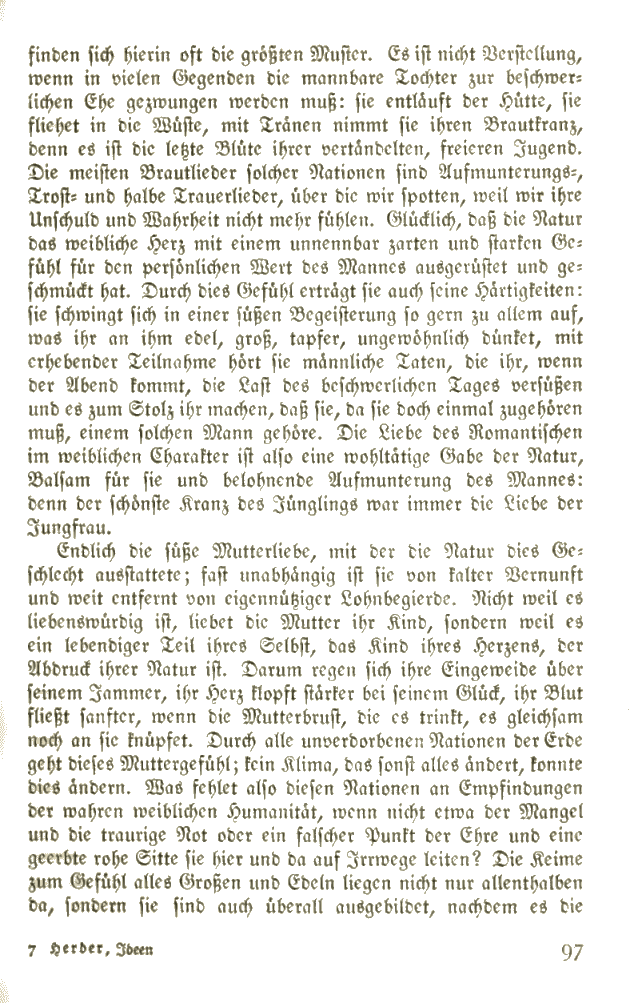 finden sich hierin oft die größten Muster. Es ist nicht Verstellung,
wenn in vielen Gegenden die mannbare Tochter zur beschwer-
lichen Ehe gezwungen werden muß: sie entläuft der Hütte, sie
fliehet in die Wüste, mit Tränen nimmt sie ihren Brautkranz,
denn es ist die letzte Blüte ihrer vertändelten, freieren Jugend.
Die meisten Brautlieder solcher Nationen sind Aufmunterungs-,
Trost- und halbe Trauerlieder, über die wir spotten, weil wir ihre
Unschuld und Wahrheit nicht mehr fühlen. Glücklich, daß die Natur
das weibliche Herz mit einem unnennbar zarten und starken Ge-
fühl für den persönlichen Wert des Mannes ausgerüstet und ge-
schmückt hat. Durch dies Gefühl erträgt sie auch seine Härtigkeiten:
sie schwingt sich in einer süßen Begeisterung so gern zu allem auf,
was ihr an ihm edel, groß, tapfer, ungewöhnlich dünket, mit
erhebender Teilnahme hört sie männliche Taten, die ihr, wenn
der Abend kommt, die Last des beschwerlichen Tages versüßen
und es zum Stolz ihr machen, daß sie, da sie doch einmal zugehören
muß, einem solchen Mann gehöre. Die Liebe des Romantischen
im weiblichen Charakter ist also eine wohltätige Gabe der Natur,
Balsam für sie und belohnende Aufmunterung des Mannes:
denn der schönste Kranz des Jünglings war immer die Liebe der
Jungfrau.
Endlich die süße Mutterliebe, mit der die Natur dies Ge-
schlecht ausstattete; fast unabhängig ist sie von kalter Vernunft
und weit entfernt von eigennütziger Lohnbegierde. Nicht weil es
liebenswürdig ist, liebet die Mutter ihr Kind, sondern weil es
ein lebendiger Teil ihres Selbst, das Kind ihres Herzens, der
Abdruck ihrer Natur ist. Darum regen sich ihre Eingeweide über
seinem Jammer, ihr Herz klopft stärker bei seinem Glück, ihr Blut
fließt sanfter, wenn die Mutterbrust, die es trinkt, es gleichsam
noch an sie knüpfet. Durch alle unverdorbenen Nationen der Erde
geht dieses Muttergefühl; kein Klima, das sonst alles ändert, konnte
dies ändern. Was fehlet also diesen Nationen an Empfindungen
der wahren weiblichen Humanität, wenn nicht etwa der Mangel
und die traurige Not oder ein falscher Punkt der Ehre und eine
geerbte rohe Sitte sie hier und da auf Irrwege leiten? Die Keime
zum Gefühl alles Großen und Edeln liegen nicht nur allenthalben
da, sondern sie sind auch überall ausgebildet, nachdem es die
7 Herder, Ideen 97